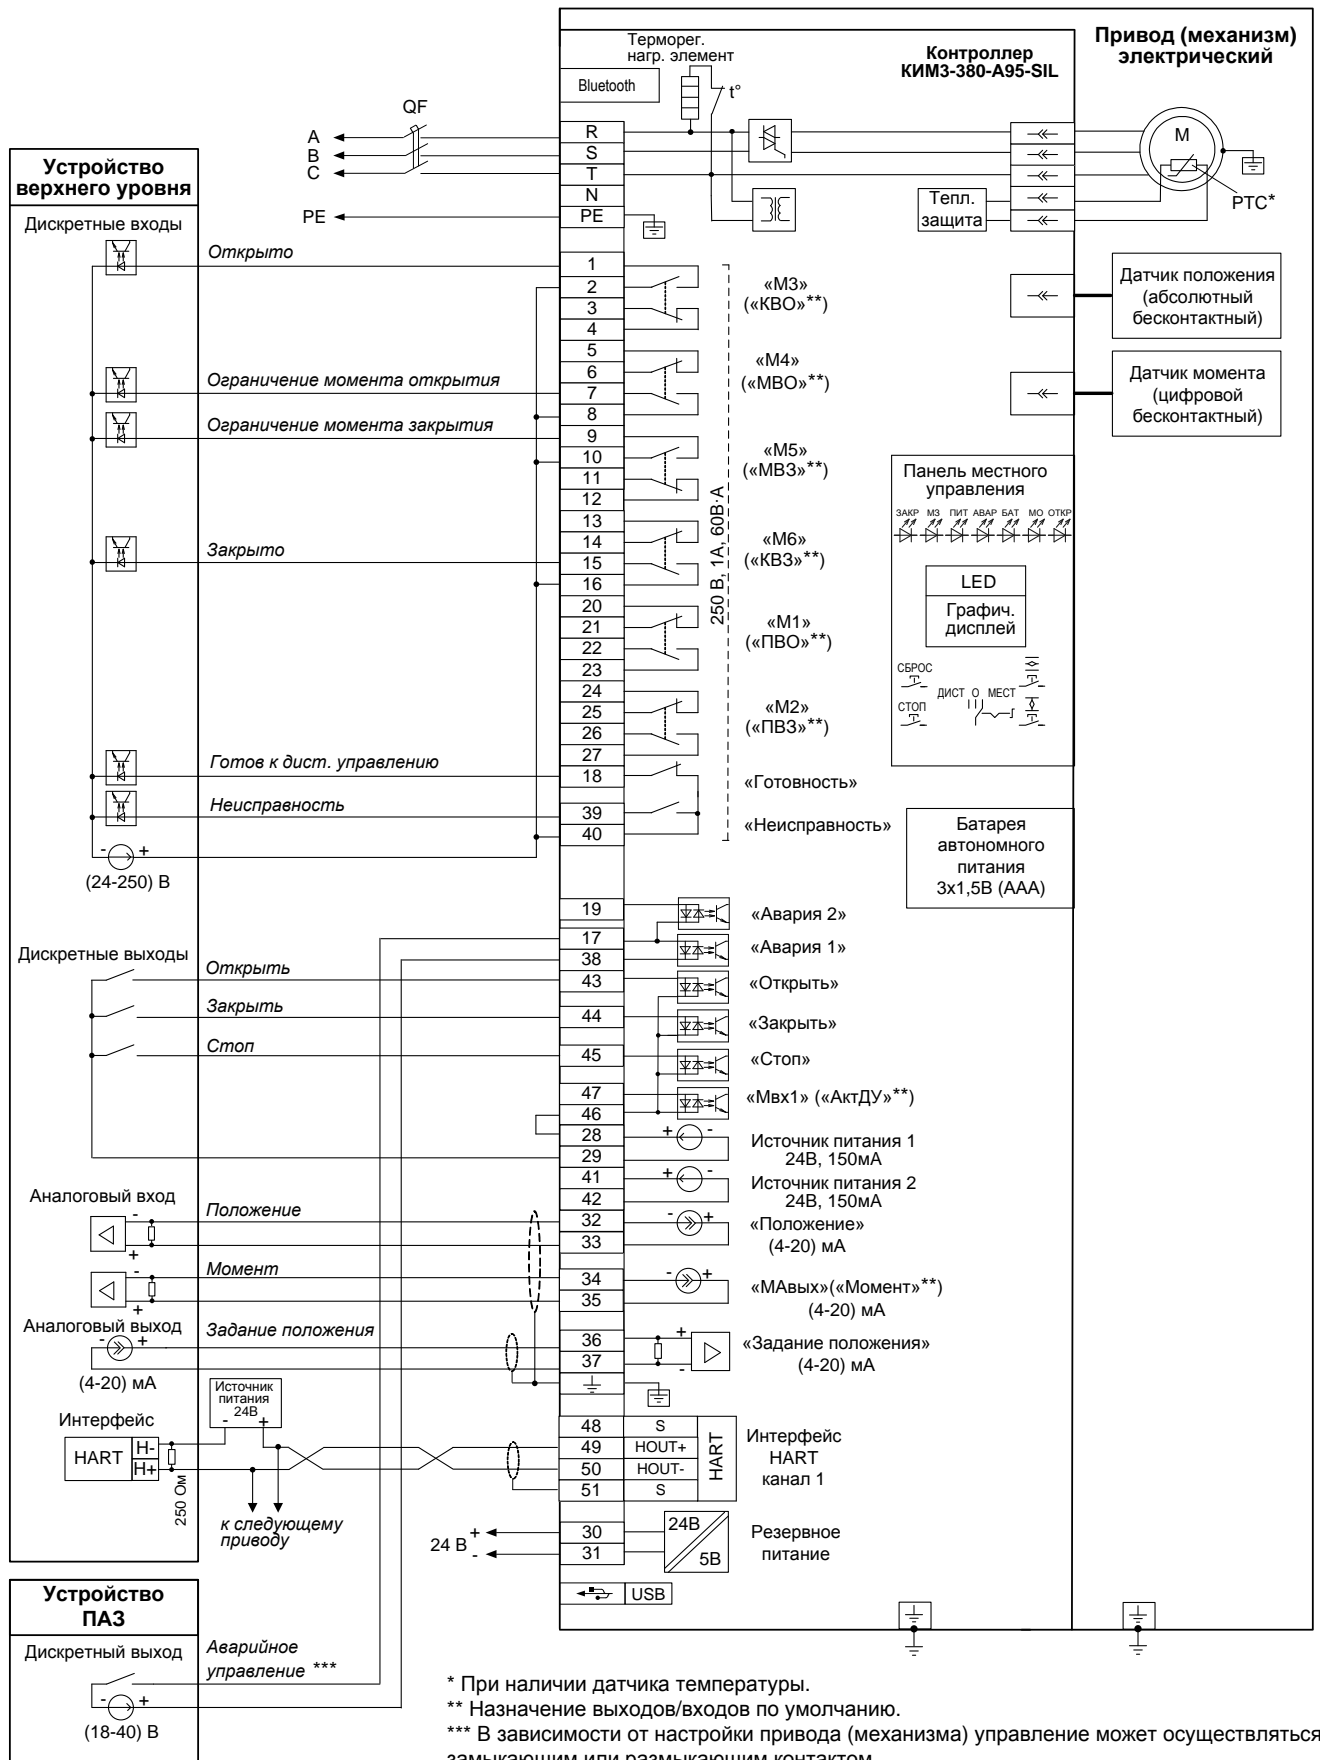 Привод (механизм)
электрический
Контроллер
КИМ3-380-А95-SIL
Терморег.
нагр. элемент
Bluetooth
t°
QF
A
B
C
PE
R
S
T
N
PE
M
PTC*
Тепл.
защита
Устройство
верхнего уровня
Дискретные входы
Открыто
Ограничение момента открытия
Ограничение момента закрытия
Закрыто
Готов к дист. управлению
Неисправность
- +
(24-250) В
1
2
3
4
5
6
7
8
9
10
11
12
13
14
15
16
20
21
22
23
24
25
26
27
18
39
40
«М3»
(«КВО»**)
«М4»
(«МВО»**)
«М5»
(«МВЗ»**)
«М6»
(«КВЗ»**)
«М1»
(«ПВО»**)
«М2»
(«ПВЗ»**)
«Готовность»
«Неисправность»
250 В, 1А, 60В·А
Датчик положения
(абсолютный
бесконтактный)
Датчик момента
(цифровой
бесконтактный)
Панель местного
управления
ЗАКР МЗ ПИТ АВАР БАТ МО ОТКР
LED
Графич.
дисплей
СБРОС
СТОП
ДИСТ О МЕСТ
Батарея
автономного
питания
3х1,5В (ААА)
Дискретные выходы
Открыть
Закрыть
Стоп
19
17
38
43
44
45
47
46
28
29
41
42
32
33
34
35
36
37
«Авария 2»
«Авария 1»
«Открыть»
«Закрыть»
«Стоп»
«Мвх1» («АктДУ»**)
+ -
Источник питания 1
24В, 150мА
+ -
Источник питания 2
24В, 150мА
- +
«Положение»
(4-20) мА
- +
«МАвых»(«Момент»**)
(4-20) мА
+
-
«Задание положения»
(4-20) мА
Аналоговый вход
-
+
Положение
-
+
Момент
Аналоговый выход
- +
Задание положения
(4-20) мА
Источник
питания
24В
- +
Интерфейс
HART
H-
H+
250 Ом
к следующему
приводу
48 S
49 HOUT+
50 HOUT-
51 S
HART
Интерфейс
HART
канал 1
24 В
+
-
30
31
24В
5В
Резервное
питание
USB
Устройство
ПАЗ
Дискретный выход
Аварийное
управление ***
- +
(18-40) В
* При наличии датчика температуры.
** Назначение выходов/входов по умолчанию.
*** В зависимости от настройки привода (механизма) управление может осуществляться
замыкающим или размыкающим контактом